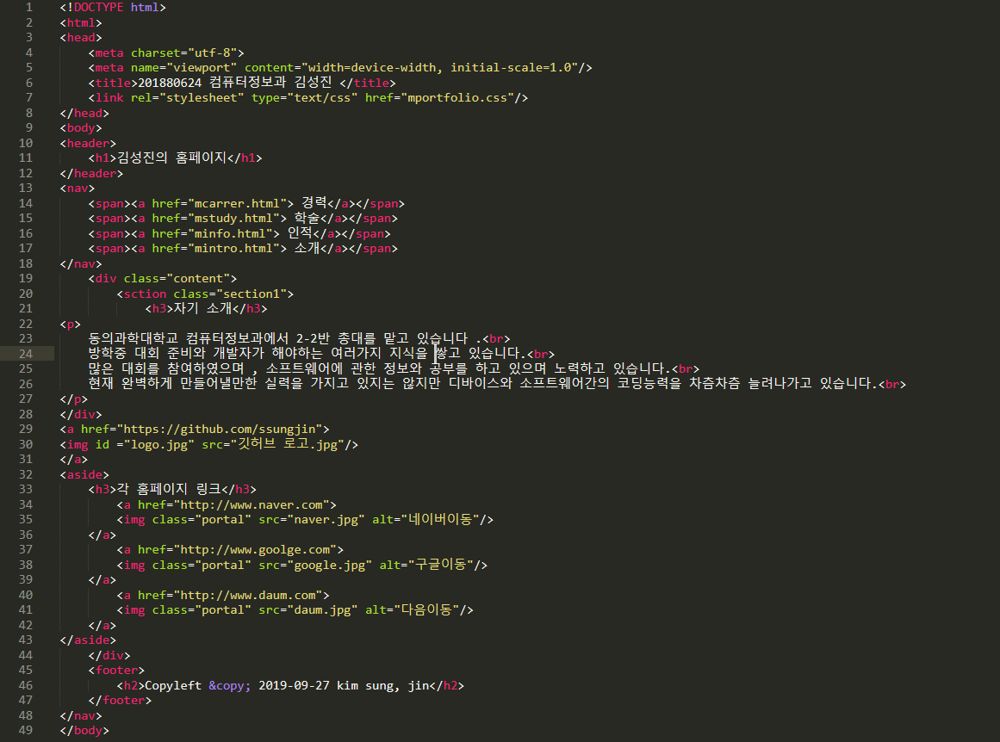 1 <!DOCTYPE html>
2 <html>
3 <head>
4 <meta charset="utf-8">
5 <meta name="viewport" content="width=device-width, initial-scale=1.0"/>
6 <title>201880624 컴퓨터정보과 김성진 </title>
7 <link rel="stylesheet" type="text/css" href="mportfolio.css"/>
8 </head>
9 <body>
10 <header>
11 <h1>김성진의 홈페이지</h1>
12 </header>
13 <nav>
14 <span><a href="mcarrer.html"> 경력</a></span>
15 <span><a href="mstudy.html"> 학술</a></span>
16 <span><a href="minfo.html"> 인적</a></span>
17 <span><a href="mintro.html"> 소개</a></span>
18 </nav>
19 <div class="content">
20 <sction class="section1">
21 <h3>자기 소개</h3>
22 <p>
23 동의과학대학교 컴퓨터정보과에서 2-2반 총대를 맡고 있습니다 .<br>
24 방학중 대회 준비와 개발자가 해야하는 여러가지 지식을 쌓고 있습니다.<br>
25 많은 대회를 참여하였으며 , 소프트웨어에 관한 정보와 공부를 하고 있으며 노력하고 있습니다.<br>
26 현재 완벽하게 만들어낼만한 실력을 가지고 있지는 않지만 디바이스와 소프트웨어간의 코딩능력을 차츰차츰 늘려나가고 있습니다.<br>
27 </p>
28 </div>
29 <a href="https://github.com/ssungjin">
30 <img id ="logo.jpg" src="깃허브 로고.jpg"/>
31 </a>
32 <aside>
33 <h3>각 홈페이지 링크</h3>
34 <a href="http://www.naver.com">
35 <img class="portal" src="naver.jpg" alt="네이버이동"/>
36 </a>
37 <a href="http://www.goolge.com">
38 <img class="portal" src="google.jpg" alt="구글이동"/>
39 </a>
40 <a href="http://www.daum.com">
41 <img class="portal" src="daum.jpg" alt="다음이동"/>
42 </a>
43 </aside>
44 </div>
45 <footer>
46 <h2>Copyleft &copy; 2019-09-27 kim sung, jin</h2>
47 </footer>
48 </nav>
49 </body>